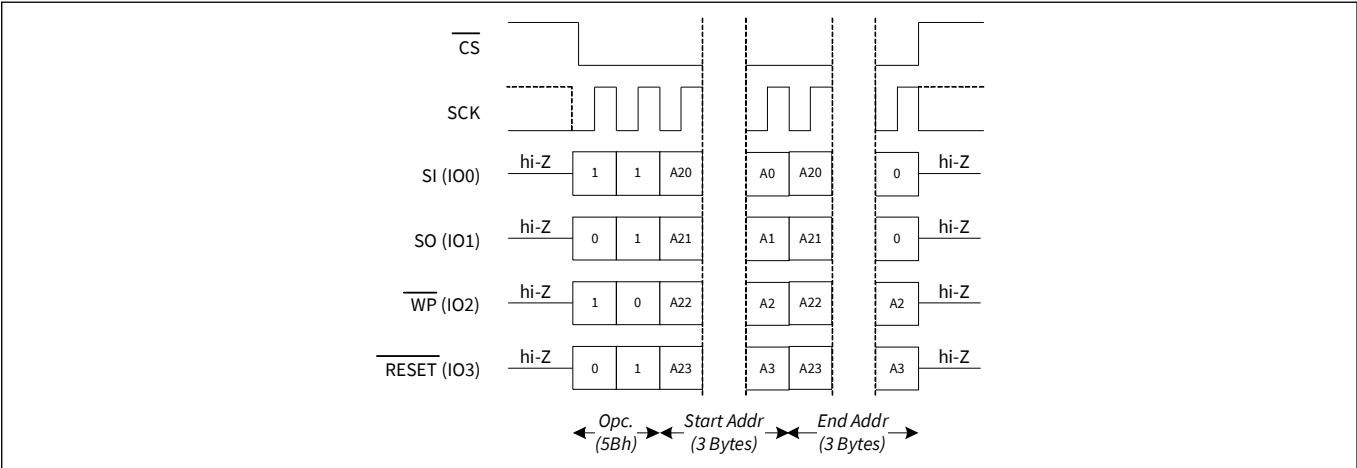 CS
SCK
SI (IO0) hi-Z 1 1 A20 A0 A20 0 hi-Z
SO (IO1) hi-Z 0 1 A21 A1 A21 0 hi-Z
WP (IO2) hi-Z 1 0 A22 A2 A22 A2 hi-Z
RESET (IO3) hi-Z 0 1 A23 A3 A23 A3 hi-Z
Opc. Start Addr End Addr
(5Bh) (3 Bytes) (3 Bytes)